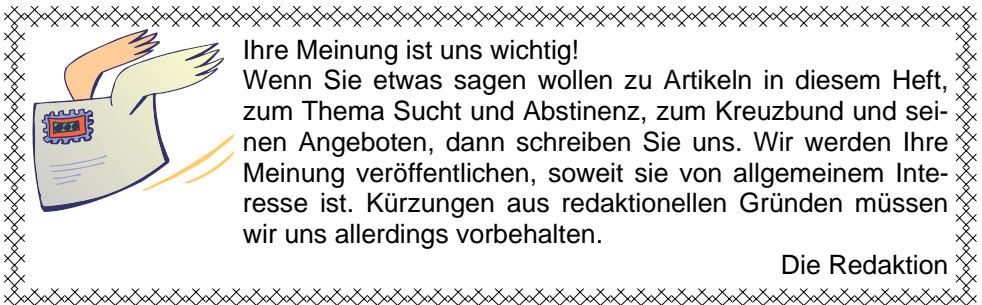 Ihre Meinung ist uns wichtig!
Wenn Sie etwas sagen wollen zu Artikeln in diesem Heft,
zum Thema Sucht und Abstinenz, zum Kreuzbund und sei-
nen Angeboten, dann schreiben Sie uns. Wir werden Ihre
Meinung veröffentlichen, soweit sie von allgemeinem Inte-
resse ist. Kürzungen aus redaktionellen Gründen müssen
wir uns allerdings vorbehalten.
Die Redaktion